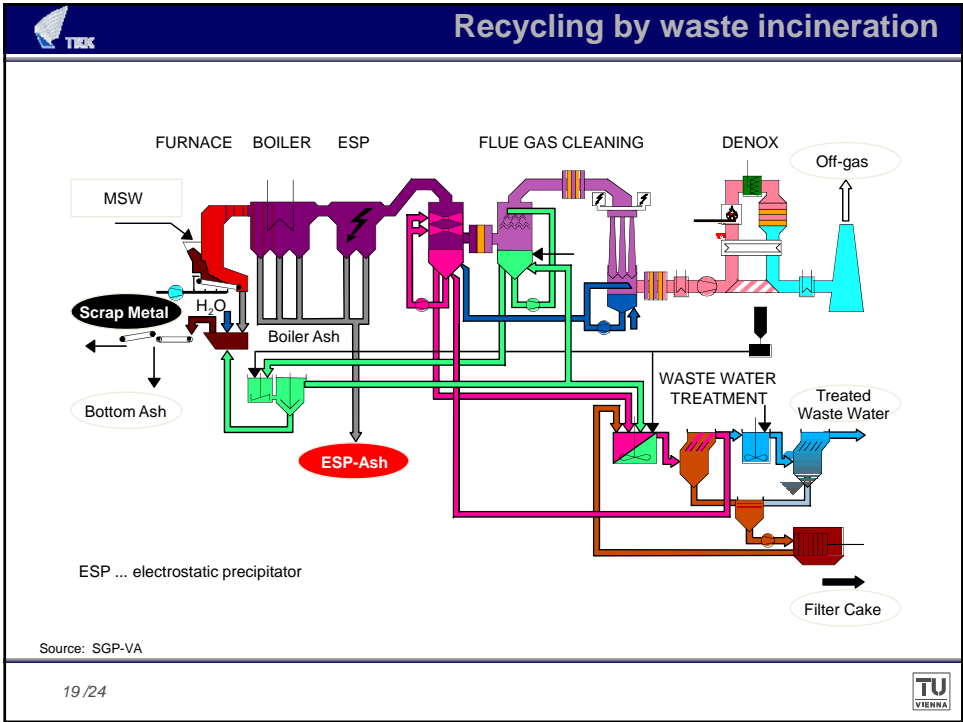 TRK
Recycling by waste incineration
FURNACE BOILER ESP FLUE GAS CLEANING DENOX
Off-gas
MSW
Scrap Metal
H2O
Boiler Ash
Bottom Ash
ESP-Ash
WASTE WATER
TREATMENT
Treated
Waste Water
ESP ... electrostatic precipitator
Filter Cake
Source: SGP-VA
19 /24
TU
VIENNA